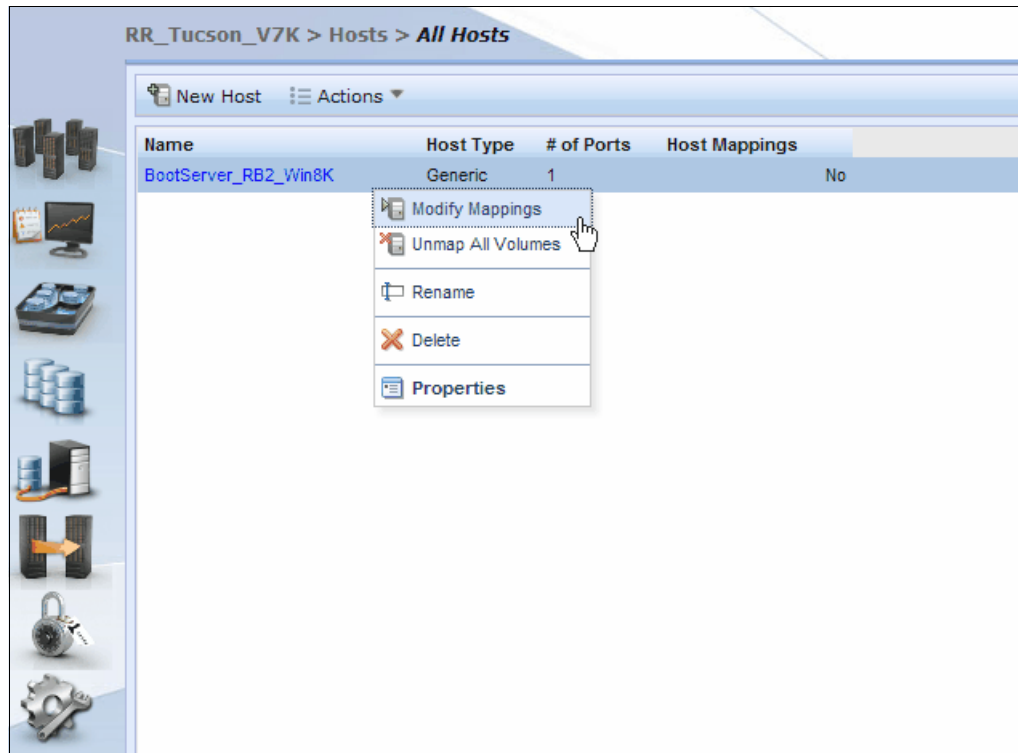 RR_Tucson_V7K > Hosts > All Hosts
New Host Actions
Name Host Type # of Ports Host Mappings
BootServer_RB2_Win8K Generic 1 No
Modify Mappings
Unmap All Volumes
Rename
Delete
Properties